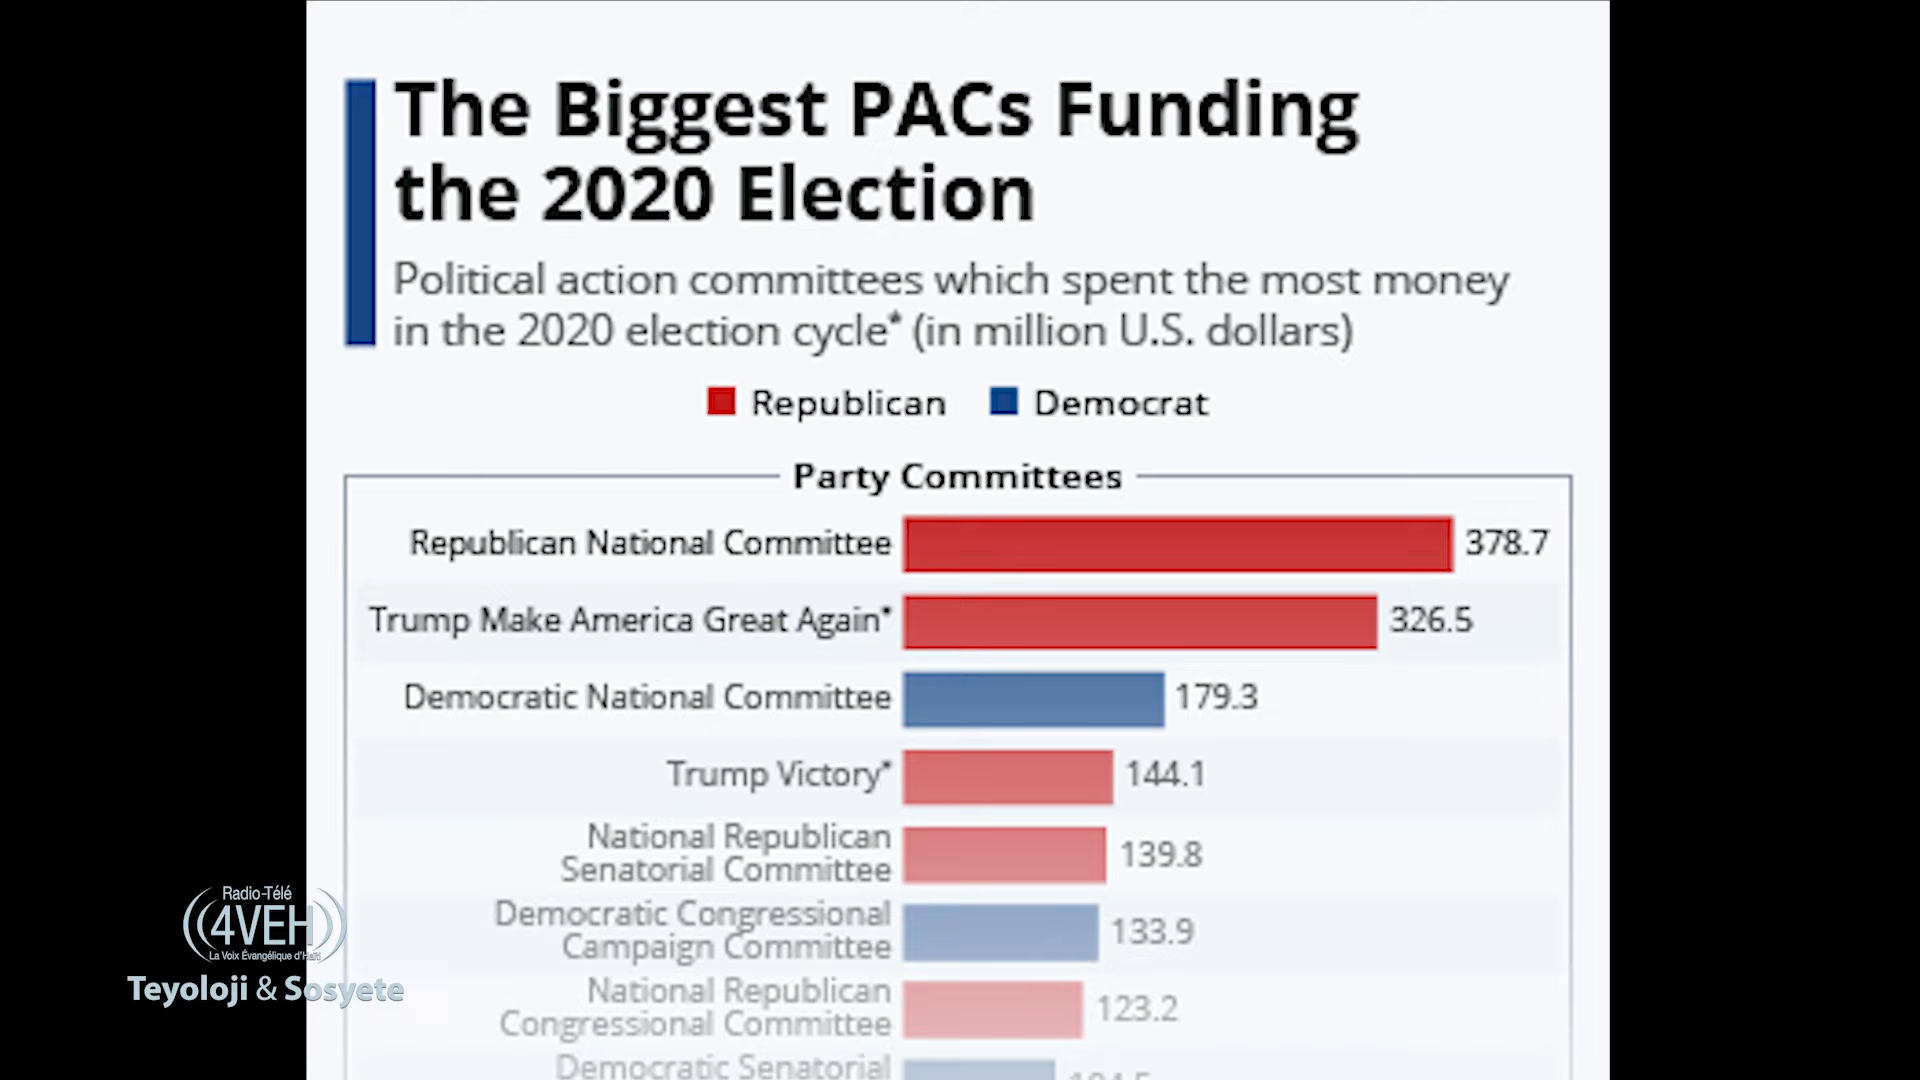 The Biggest PACs Funding
the 2020 Election
Political action committees which spent the most money
in the 2020 election cycle* (in million U.S. dollars)
Republican Democrat
Party Committees
Republican National Committee 378.7
Trump Make America Great Again* 326.5
Democratic National Committee 179.3
Trump Victory* 144.1
National Republican
Senatorial Committee 139.8
Democratic Congressional
Campaign Committee 133.9
National Republican
Congressional Committee 123.2
Democratic Senatorial
Radio-Télé
4VEH
La Voix Évangélique d'Haïti
Teyoloji & Sosyete